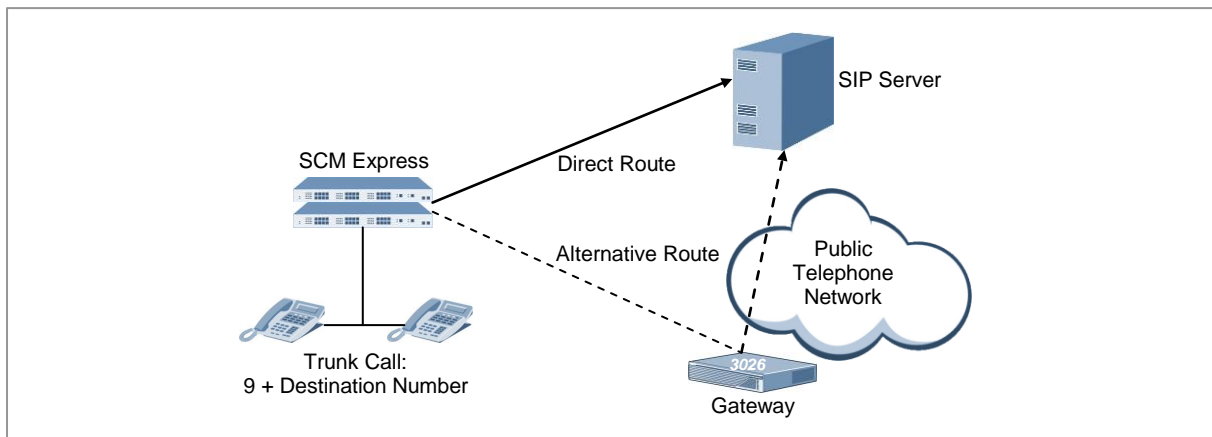 SIP Server
SCM Express
Direct Route
Alternative Route
Public
Telephone
Network
Trunk Call:
9 + Destination Number
3026
Gateway